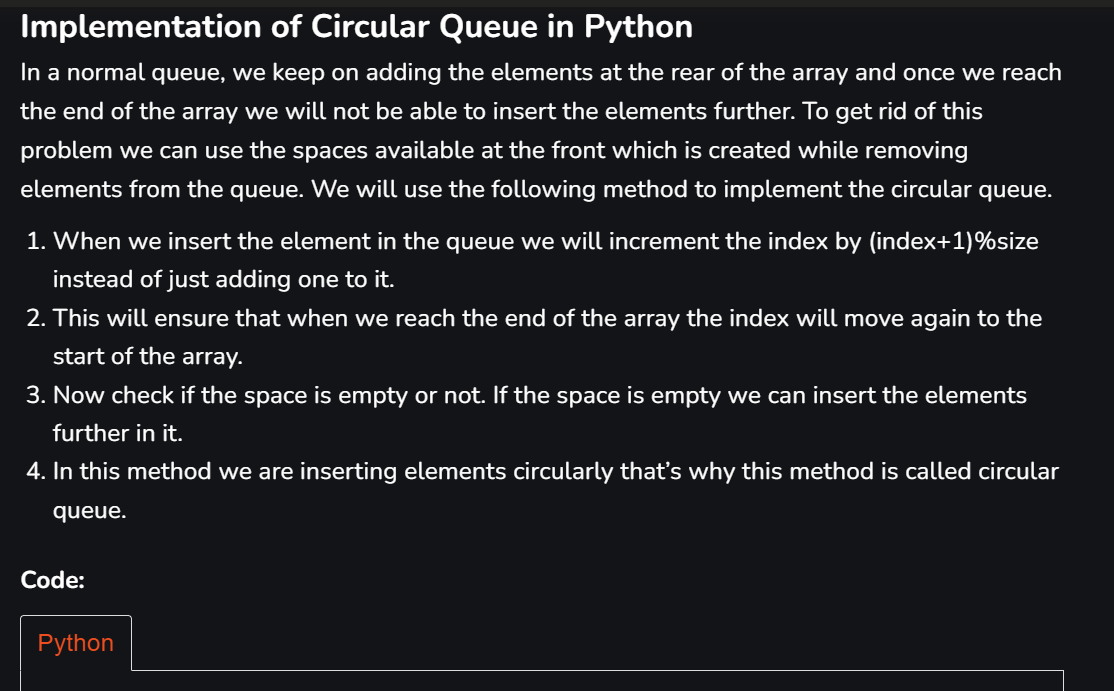 Implementation of Circular Queue in Python
In a normal queue, we keep on adding the elements at the rear of the array and once we reach
the end of the array we will not be able to insert the elements further. To get rid of this
problem we can use the spaces available at the front which is created while removing
elements from the queue. We will use the following method to implement the circular queue.
1. When we insert the element in the queue we will increment the index by (index+1)%size
instead of just adding one to it.
2. This will ensure that when we reach the end of the array the index will move again to the
start of the array.
3. Now check if the space is empty or not. If the space is empty we can insert the elements
further in it.
4. In this method we are inserting elements circularly that’s why this method is called circular
queue.
Code:
Python